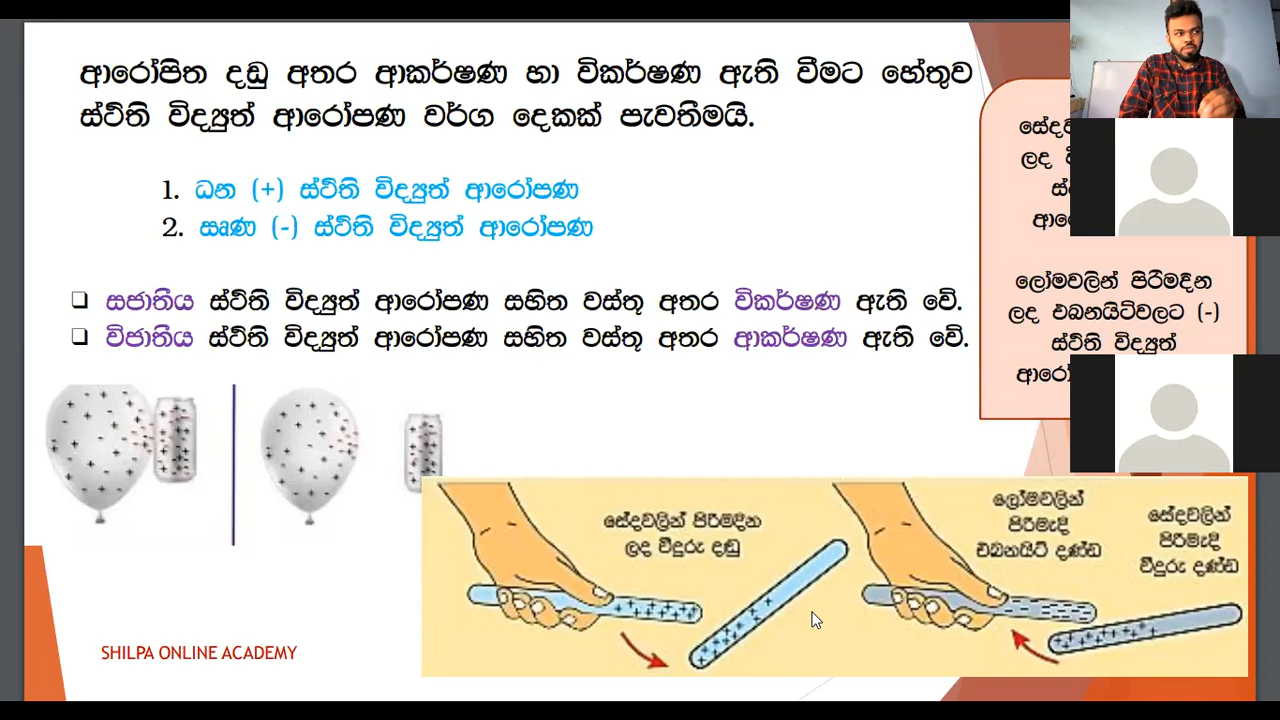 ආරෝපිත දඬු අතර ආකර්ෂණ හා විකර්ෂණ ඇති වීමට හේතුව
ස්ථිති විද්‍යුත් ආරෝපණ වර්ග දෙකක් පැවතීමයි.
1. ධන (+) ස්ථිති විද්‍යුත් ආරෝපණ
2. ඍණ (-) ස්ථිති විද්‍යුත් ආරෝපණ
❑ සජාතීය ස්ථිති විද්‍යුත් ආරෝපණ සහිත වස්තූ අතර විකර්ෂණ ඇති වේ.
❑ විජාතීය ස්ථිති විද්‍යුත් ආරෝපණ සහිත වස්තූ අතර ආකර්ෂණ ඇති වේ.
ලද
ලෝමවලින් පිරිමදින
ලද එබනයිට්වලට (-)
ස්ථිති විද්‍යුත්
සේදවලින් පිරිමදින
ලද වීදුරු දඬු
ලෝමවලින්
පිරිමැදි
එබනයිට් දණ්ඩ
සේදවලින්
පිරිමැදි
වීදුරු දණ්ඩ
SHILPA ONLINE ACADEMY